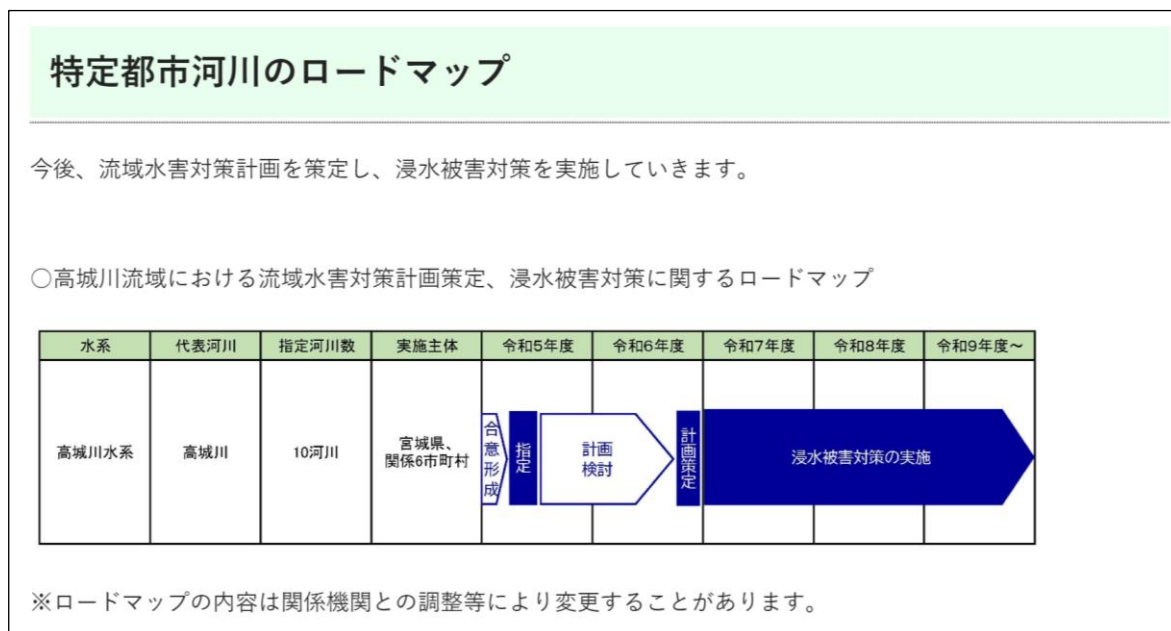 特定都市河川のロードマップ
今後、流域水害対策計画を策定し、浸水被害対策を実施していきます。
○高城川流域における流域水害対策計画策定、浸水被害対策に関するロードマップ
水系 代表河川 指定河川数 実施主体 令和5年度 令和6年度 令和7年度 令和8年度 令和9年度～
高城川水系 高城川 10河川 宮城県、
関係6市町村
合意形成
指定
計画
検討
計画策定
浸水被害対策の実施
※ロードマップの内容は関係機関との調整等により変更することがあります。